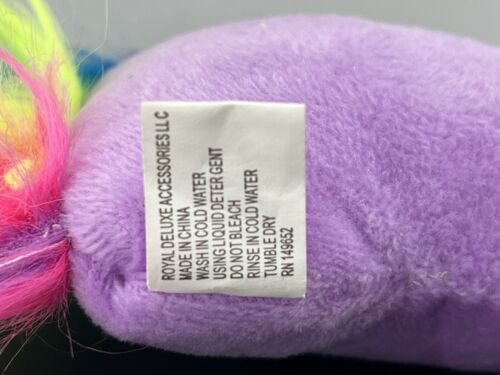 ROYAL DELUXE ACCESSORIES LLC
MADE IN CHINA
WASH IN COLD WATER
USING LIQUID DETER GENT
DO NOT BLEACH
RINSE IN COLD WATER
TUMBLE DRY
RN 149652